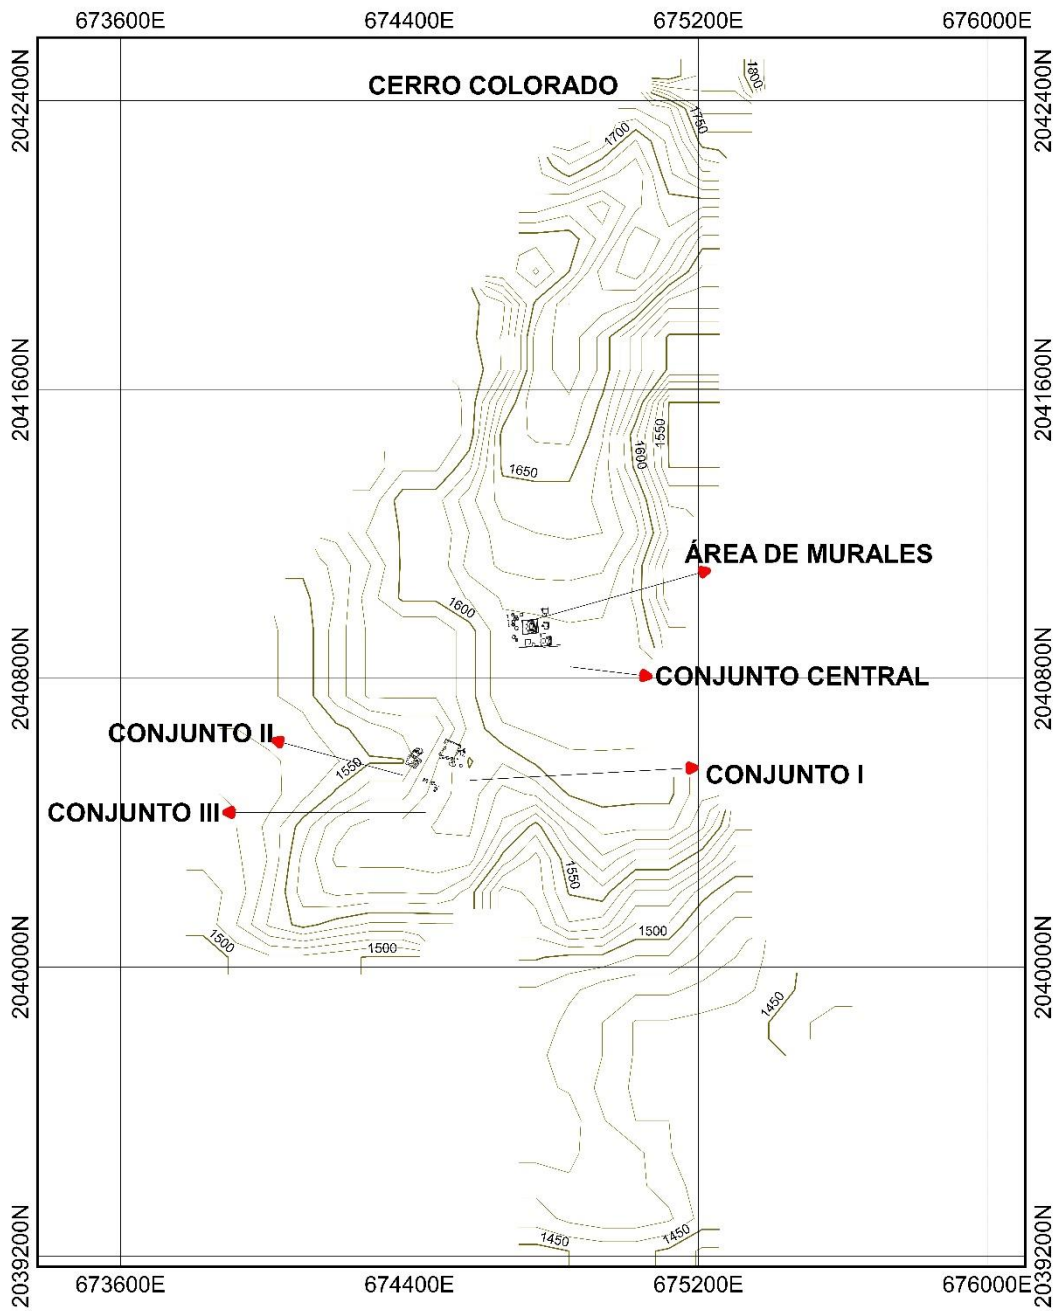 673600E 674400E 675200E 676000E
2042400N 2042400N
CERRO COLORADO
1800
1750
1700
2041600N 2041600N
1550
1600
1650
ÁREA DE MURALES
1600
2040800N 2040800N
CONJUNTO CENTRAL
CONJUNTO II
1550
CONJUNTO I
CONJUNTO III
1550
1500
1500
1500
2040000N 2040000N
1450
1450
1450
2039200N 2039200N
673600E 674400E 675200E 676000E